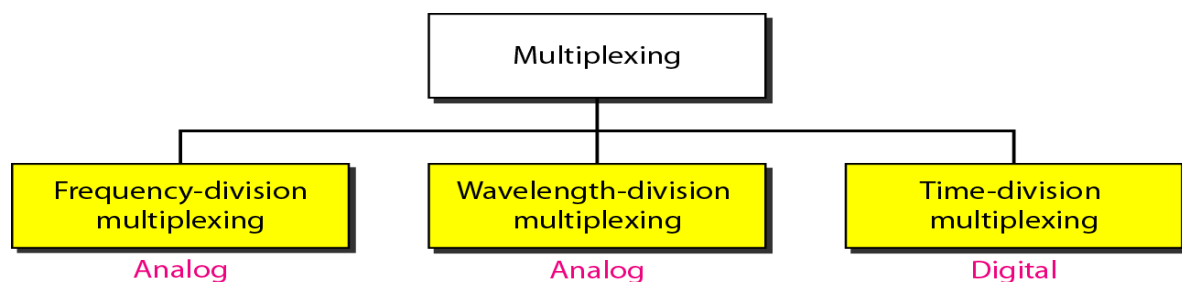 Multiplexing
Frequency-division
multiplexing
Analog
Wavelength-division
multiplexing
Analog
Time-division
multiplexing
Digital